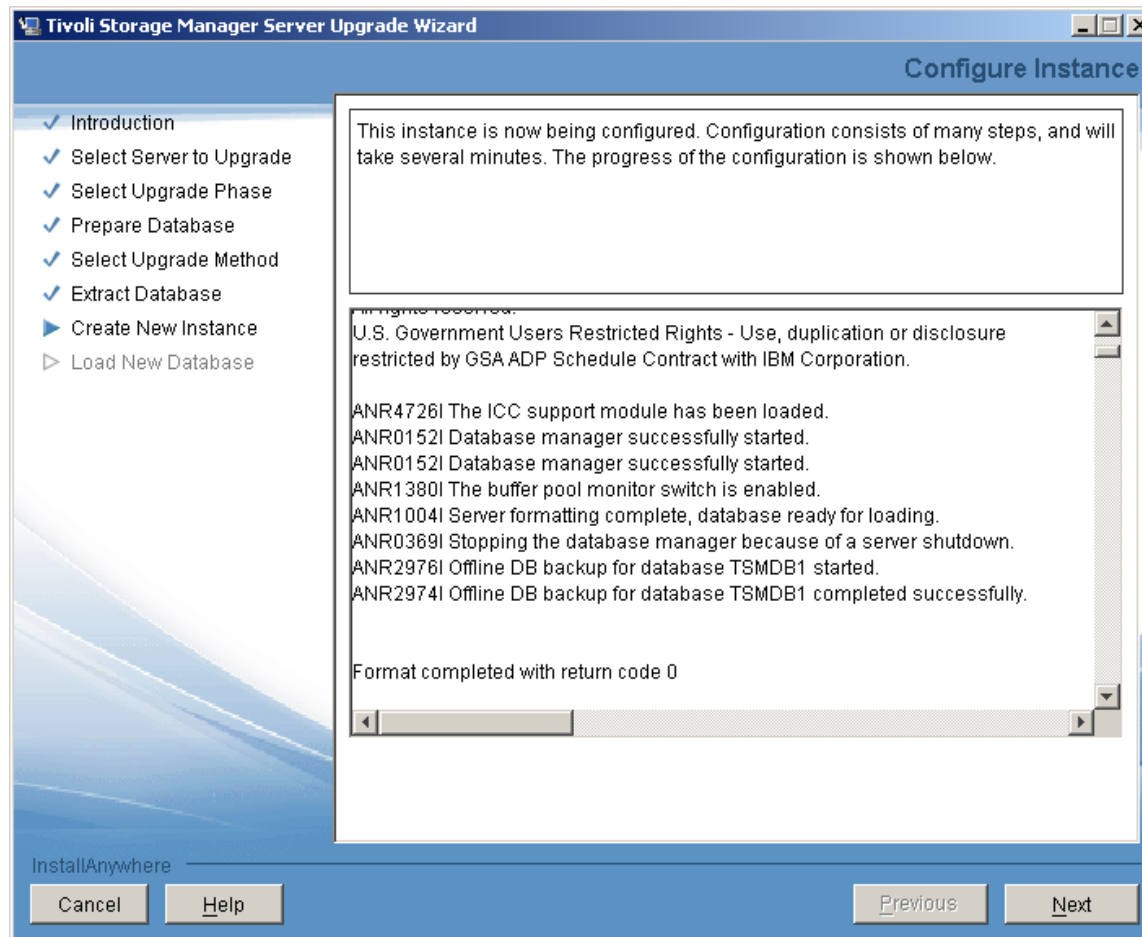 Tivoli Storage Manager Server Upgrade Wizard
Configure Instance
Introduction
Select Server to Upgrade
Select Upgrade Phase
Prepare Database
Select Upgrade Method
Extract Database
Create New Instance
Load New Database
This instance is now being configured. Configuration consists of many steps, and will
take several minutes. The progress of the configuration is shown below.
All rights reserved.
U.S. Government Users Restricted Rights - Use, duplication or disclosure
restricted by GSA ADP Schedule Contract with IBM Corporation.
ANR4726I The ICC support module has been loaded.
ANR0152I Database manager successfully started.
ANR0152I Database manager successfully started.
ANR1380I The buffer pool monitor switch is enabled.
ANR1004I Server formatting complete, database ready for loading.
ANR0369I Stopping the database manager because of a server shutdown.
ANR2976I Offline DB backup for database TSMDB1 started.
ANR2974I Offline DB backup for database TSMDB1 completed successfully.
Format completed with return code 0
InstallAnywhere
Cancel
Help
Previous
Next